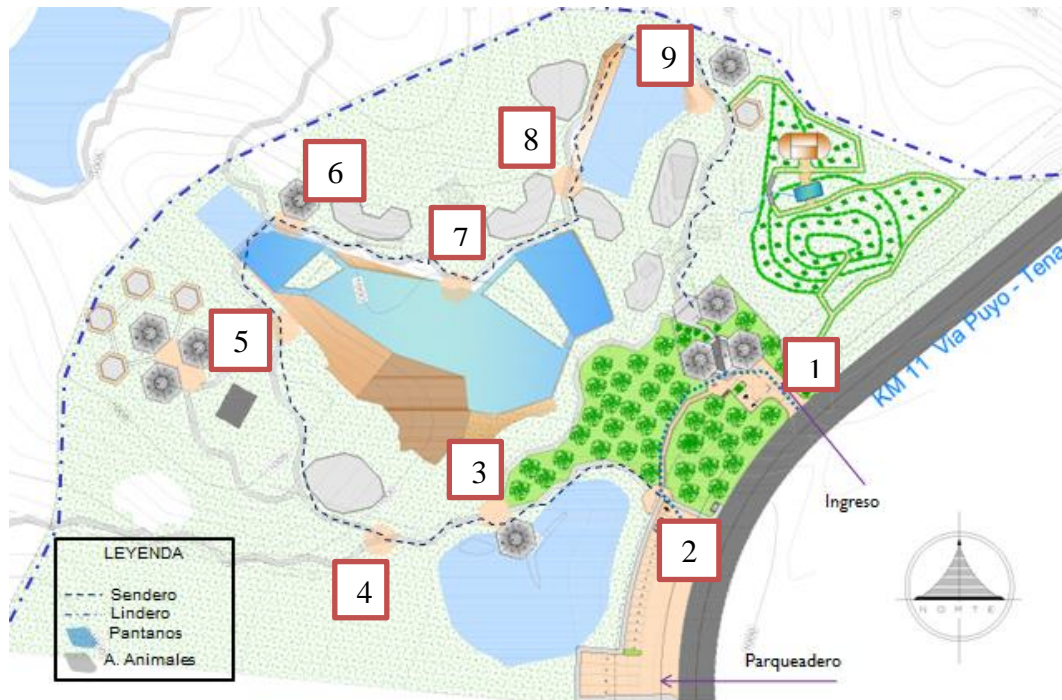 9
8
6
7
5
1
KM 11 Vía Puyo - Tena
3
Ingreso
2
4
LEYENDA
Sendero
Lindero
Pantanos
A. Animales
NORTE
Parqueadero